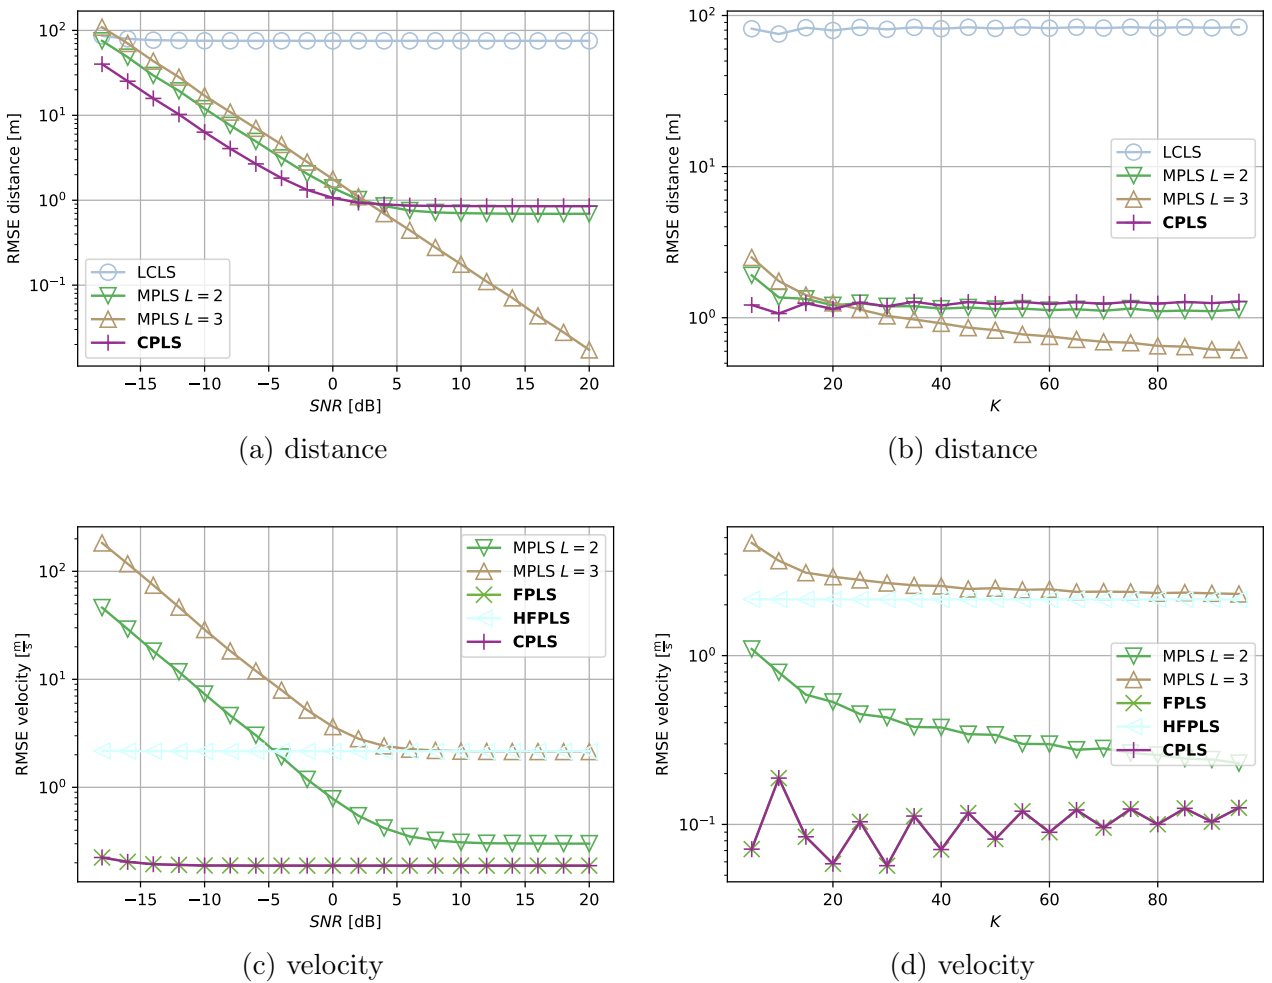 10²
10¹
10⁰
10⁻¹
RMSE distance [m]
LCLS
MPLS L = 2
MPLS L = 3
CPLS
−15 −10 −5 0 5 10 15 20
SNR [dB]
(a) distance
10²
10¹
10⁰
RMSE distance [m]
LCLS
MPLS L = 2
MPLS L = 3
CPLS
20 40 60 80
K
(b) distance
10²
10¹
10⁰
RMSE velocity [m/s]
MPLS L = 2
MPLS L = 3
FPLS
HFPLS
CPLS
−15 −10 −5 0 5 10 15 20
SNR [dB]
(c) velocity
10⁰
10⁻¹
RMSE velocity [m/s]
MPLS L = 2
MPLS L = 3
FPLS
HFPLS
CPLS
20 40 60 80
K
(d) velocity